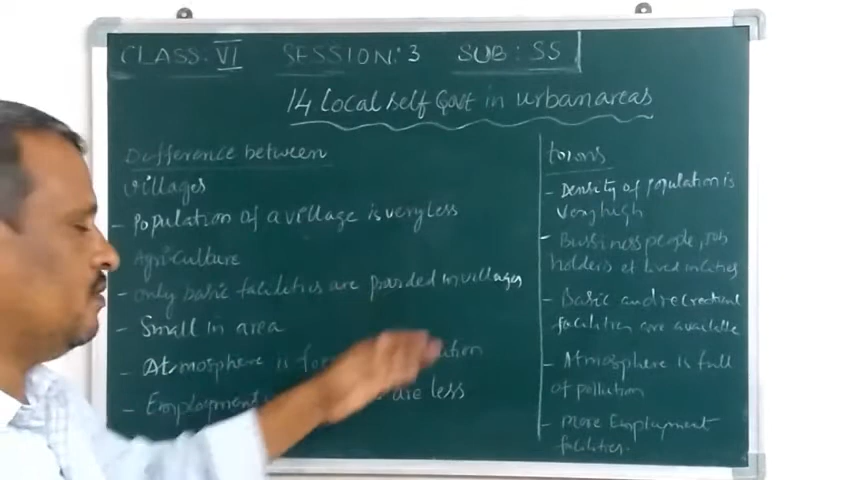 CLASS-VI SESSION:3 SUB: SS
14 Local self Govt in urban areas
Difference between
villages
- Population of a village is very less
Agriculture
- only basic facilities are provided in villages
- Small in area
- Atmosphere is
- Employment are less
towns
- Density of population is
very high
- Bussiness people, job
holders et lived in cities
- Basic and recreational
facilities are available
- Atmosphere is full
of pollution
- more Employment
facilities.